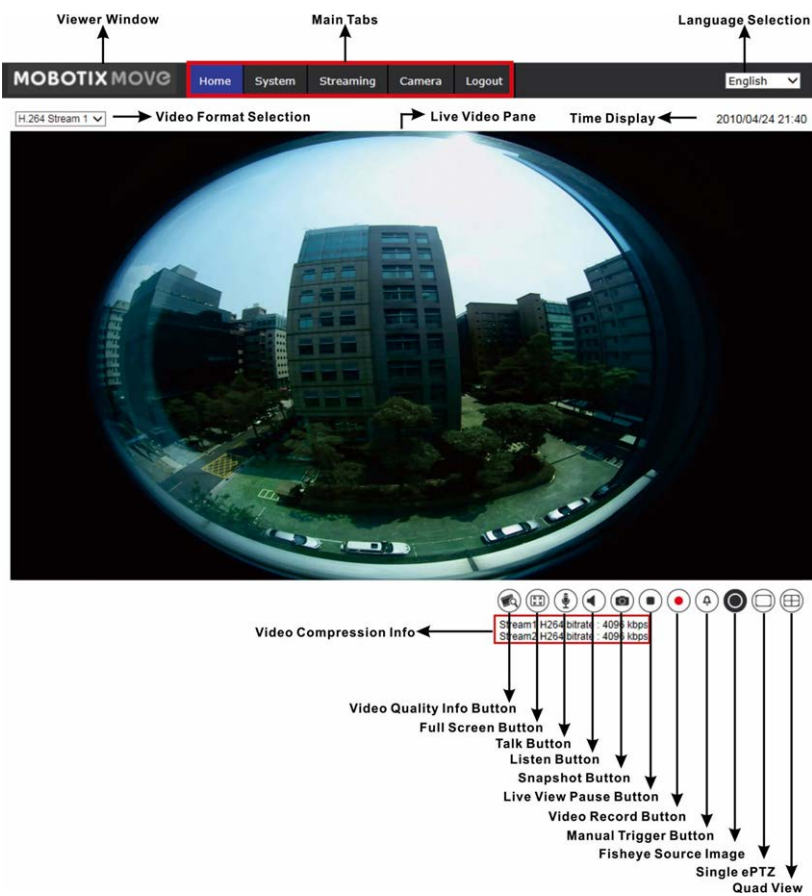 Viewer Window
Main Tabs
Language Selection
MOBOTIX MOVE
Home
System
Streaming
Camera
Logout
English
H.264 Stream 1
Video Format Selection
Live Video Pane
Time Display
2010/04/24 21:40
Video Compression Info
Stream1 H264 bitrate : 4096 kbps
Stream2 H264 bitrate : 4096 kbps
Video Quality Info Button
Full Screen Button
Talk Button
Listen Button
Snapshot Button
Live View Pause Button
Video Record Button
Manual Trigger Button
Fisheye Source Image
Single ePTZ
Quad View